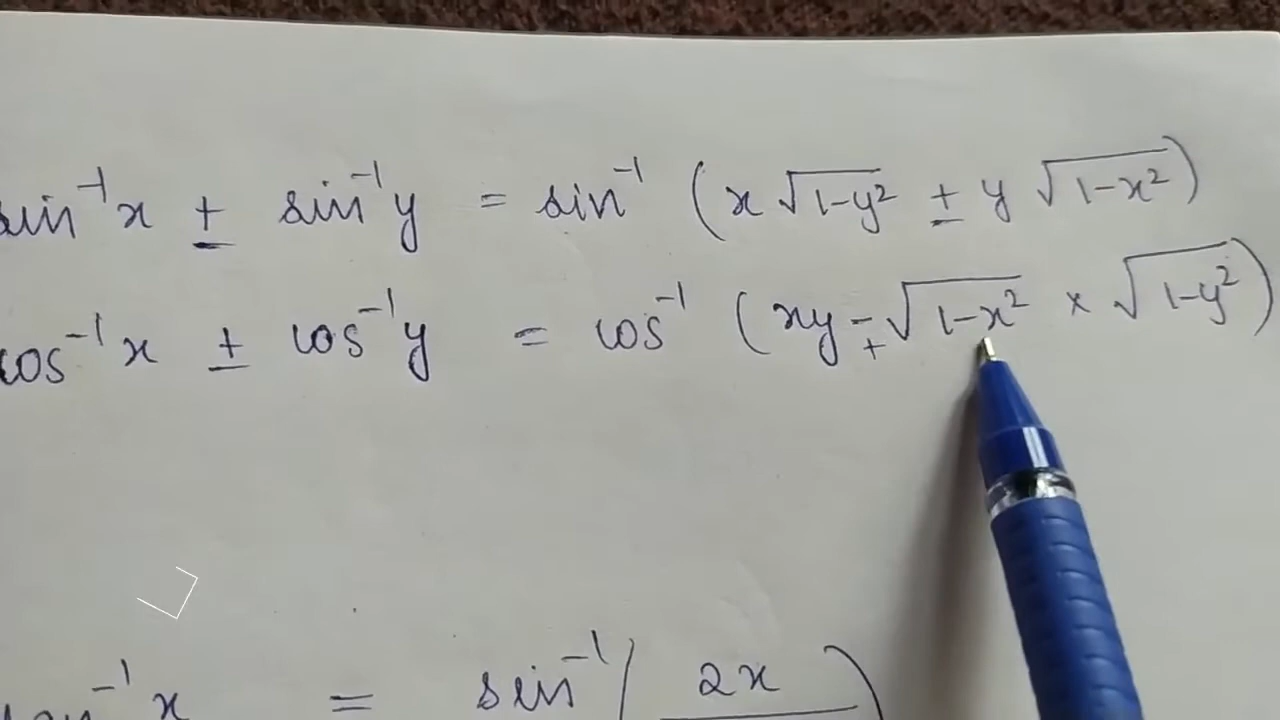 sin⁻¹x ± sin⁻¹y = sin⁻¹ (x √1-y² ± y √1-x²)
cos⁻¹x ± cos⁻¹y = cos⁻¹ (xy ∓ √1-x² × √1-y²)
x = sin⁻¹ ( 2x )